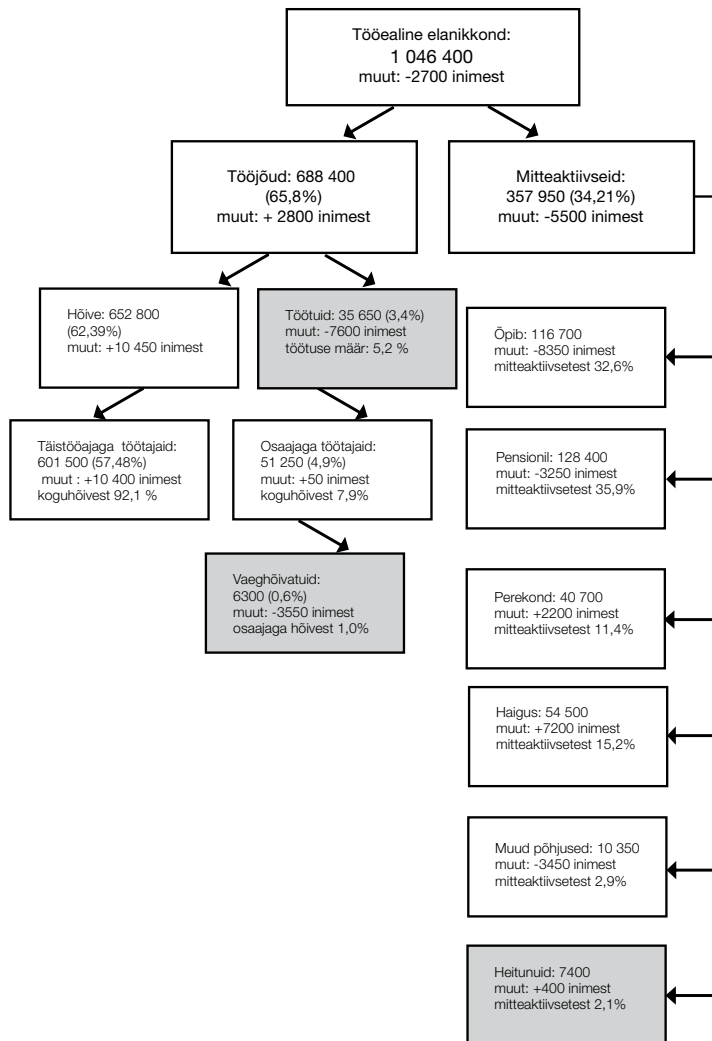 Tööealine elanikkond:
1 046 400
muut: -2700 inimest
Tööjõud: 688 400
(65,8%)
muut: + 2800 inimest
Mitteaktiivseid:
357 950 (34,21%)
muut: -5500 inimest
Hõive: 652 800
(62,39%)
muut: +10 450 inimest
Töötuid: 35 650 (3,4%)
muut: -7600 inimest
töötuse määr: 5,2 %
Õpib: 116 700
muut: -8350 inimest
mitteaktiivsetest 32,6%
Täistööajaga töötajaid:
601 500 (57,48%)
muut : +10 400 inimest
koguhõivest 92,1 %
Osaajaga töötajaid:
51 250 (4,9%)
muut: +50 inimest
koguhõivest 7,9%
Pensionil: 128 400
muut: -3250 inimest
mitteaktiivsetest 35,9%
Vaeghõivatuid:
6300 (0,6%)
muut: -3550 inimest
osaajaga hõivest 1,0%
Perekond: 40 700
muut: +2200 inimest
mitteaktiivsetest 11,4%
Haigus: 54 500
muut: +7200 inimest
mitteaktiivsetest 15,2%
Muud põhjused: 10 350
muut: -3450 inimest
mitteaktiivsetest 2,9%
Heitunuid: 7400
muut: +400 inimest
mitteaktiivsetest 2,1%